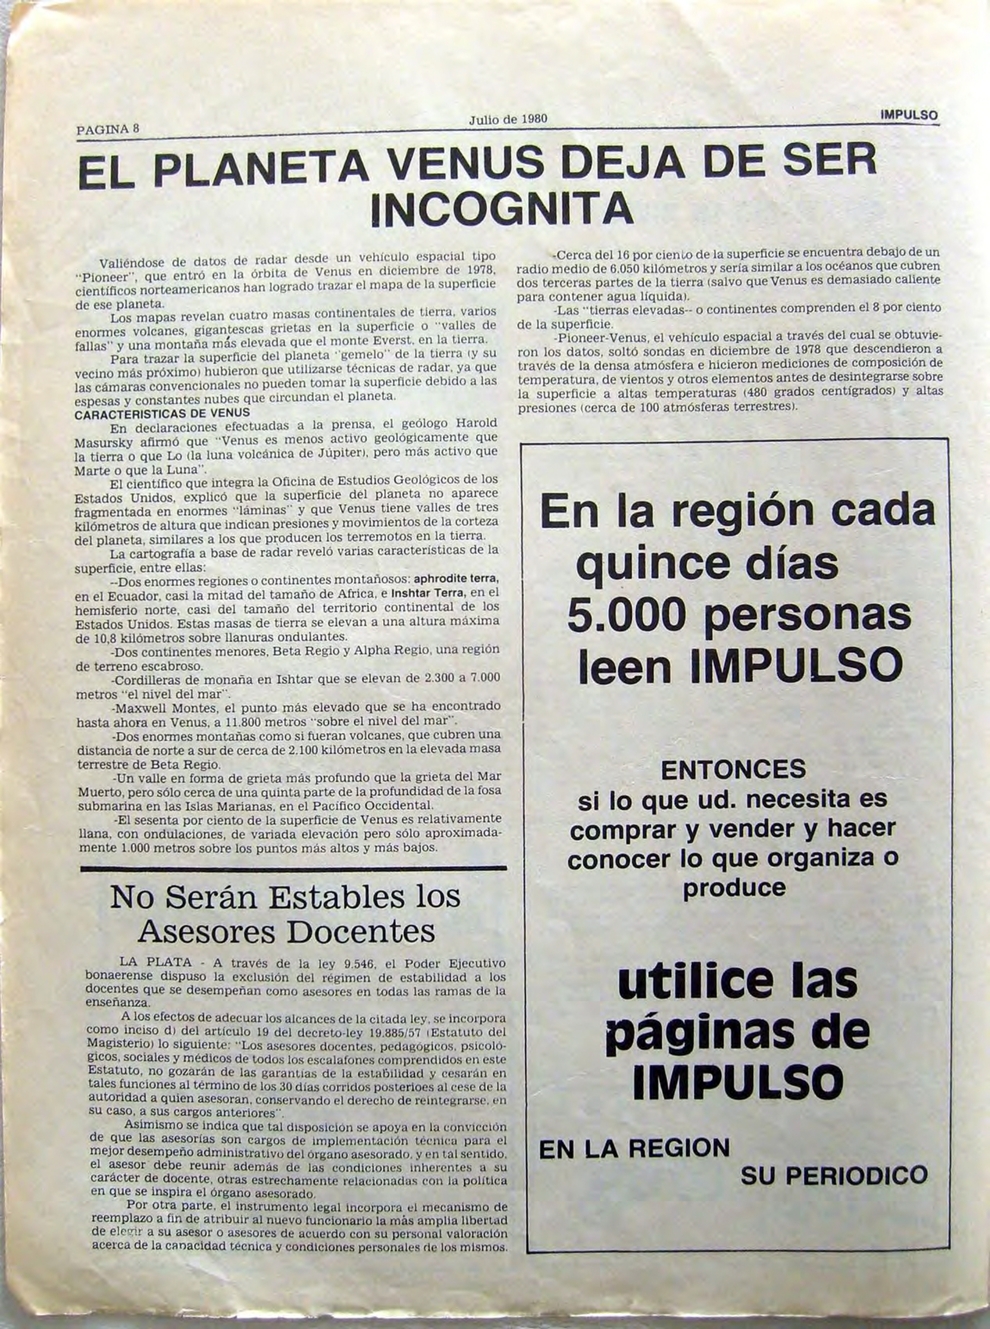 PAGINA 8
Julio de 1980
IMPULSO
EL PLANETA VENUS DEJA DE SER
INCOGNITA
Valiéndose de datos de radar desde un vehículo espacial tipo
"Pioneer", que entró en la órbita de Venus en diciembre de 1978,
científicos norteamericanos han logrado trazar el mapa de la superficie
de ese planeta.
Los mapas revelan cuatro masas continentales de tierra, varios
enormes volcanes, gigantescas grietas en la superficie o "valles de
fallas" y una montaña más elevada que el monte Everst, en la tierra.
Para trazar la superficie del planeta "gemelo" de la tierra (y su
vecino más próximo) hubieron que utilizarse técnicas de radar, ya que
las cámaras convencionales no pueden tomar la superficie debido a las
espesas y constantes nubes que circundan el planeta.
CARACTERISTICAS DE VENUS
En declaraciones efectuadas a la prensa, el geólogo Harold
Masursky afirmó que "Venus es menos activo geológicamente que
la tierra o que Lo (la luna volcánica de Júpiter), pero más activo que
Marte o que la Luna".
El científico que integra la Oficina de Estudios Geológicos de los
Estados Unidos, explicó que la superficie del planeta no aparece
fragmentada en enormes "láminas" y que Venus tiene valles de tres
kilómetros de altura que indican presiones y movimientos de la corteza
del planeta, similares a los que producen los terremotos en la tierra.
La cartografía a base de radar reveló varias características de la
superficie, entre ellas:
--Dos enormes regiones o continentes montañosos: aphrodite terra,
en el Ecuador, casi la mitad del tamaño de Africa, e Inshtar Terra, en el
hemisferio norte, casi del tamaño del territorio continental de los
Estados Unidos. Estas masas de tierra se elevan a una altura máxima
de 10,8 kilómetros sobre llanuras ondulantes.
-Dos continentes menores, Beta Regio y Alpha Regio, una región
de terreno escabroso.
-Cordilleras de monaña en Ishtar que se elevan de 2.300 a 7.000
metros "el nivel del mar".
-Maxwell Montes, el punto más elevado que se ha encontrado
hasta ahora en Venus, a 11.800 metros "sobre el nivel del mar".
-Dos enormes montañas como si fueran volcanes, que cubren una
distancia de norte a sur de cerca de 2.100 kilómetros en la elevada masa
terrestre de Beta Regio.
-Un valle en forma de grieta más profundo que la grieta del Mar
Muerto, pero sólo cerca de una quinta parte de la profundidad de la fosa
submarina en las Islas Marianas, en el Pacífico Occidental.
-El sesenta por ciento de la superficie de Venus es relativamente
llana, con ondulaciones, de variada elevación pero sólo aproximada-
mente 1.000 metros sobre los puntos más altos y más bajos.
-Cerca del 16 por ciento de la superficie se encuentra debajo de un
radio medio de 6.050 kilómetros y sería similar a los océanos que cubren
dos terceras partes de la tierra (salvo que Venus es demasiado caliente
para contener agua líquida).
-Las "tierras elevadas-- o continentes comprenden el 8 por ciento
de la superficie.
-Pioneer-Venus, el vehículo espacial a través del cual se obtuvie-
ron los datos, soltó sondas en diciembre de 1978 que descendieron a
través de la densa atmósfera e hicieron mediciones de composición de
temperatura, de vientos y otros elementos antes de desintegrarse sobre
la superficie a altas temperaturas (480 grados centígrados) y altas
presiones (cerca de 100 atmósferas terrestres).
No Serán Estables los
Asesores Docentes
LA PLATA - A través de la ley 9.546, el Poder Ejecutivo
bonaerense dispuso la exclusión del régimen de estabilidad a los
docentes que se desempeñan como asesores en todas las ramas de la
enseñanza.
A los efectos de adecuar los alcances de la citada ley, se incorpora
como inciso d) del artículo 19 del decreto-ley 19.885/57 (Estatuto del
Magisterio) lo siguiente: "Los asesores docentes, pedagógicos, psicoló-
gicos, sociales y médicos de todos los escalafones comprendidos en este
Estatuto, no gozarán de las garantías de la estabilidad y cesarán en
tales funciones al término de los 30 días corridos posterioes al cese de la
autoridad a quien asesoran, conservando el derecho de reintegrarse, en
su caso, a sus cargos anteriores".
Asimismo se indica que tal disposición se apoya en la convicción
de que las asesorías son cargos de implementación técnica para el
mejor desempeño administrativo del órgano asesorado, y en tal sentido,
el asesor debe reunir además de las condiciones inherentes a su
carácter de docente, otras estrechamente relacionadas con la política
en que se inspira el órgano asesorado.
Por otra parte, el instrumento legal incorpora el mecanismo de
reemplazo a fin de atribuir al nuevo funcionario la más amplia libertad
de elegir a su asesor o asesores de acuerdo con su personal valoración
acerca de la capacidad técnica y condiciones personales de los mismos.
En la región cada
quince días
5.000 personas
leen IMPULSO
ENTONCES
si lo que ud. necesita es
comprar y vender y hacer
conocer lo que organiza o
produce
utilice las
páginas de
IMPULSO
EN LA REGION
SU PERIODICO